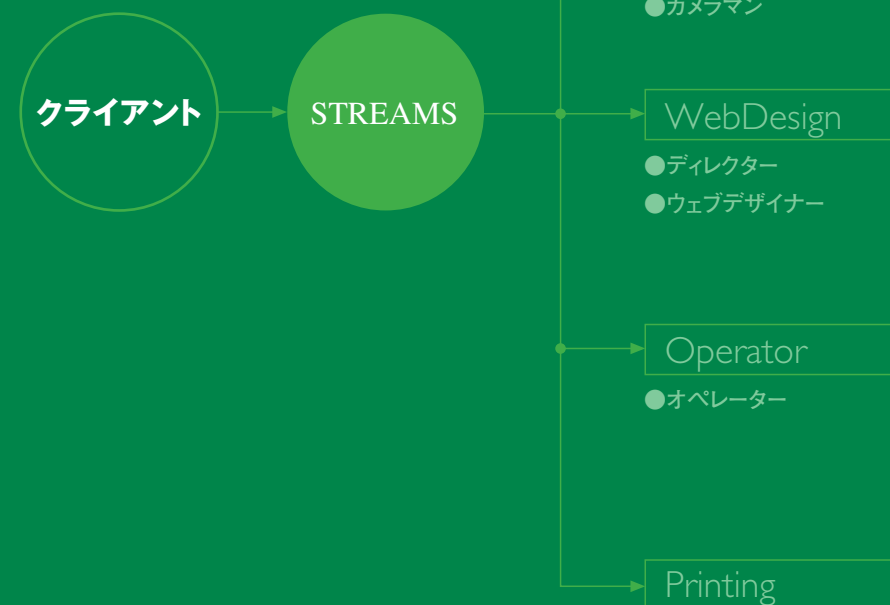 ●カメラマン
クライアント
STREAMS
WebDesign
●ディレクター
●ウェブデザイナー
Operator
●オペレーター
Printing